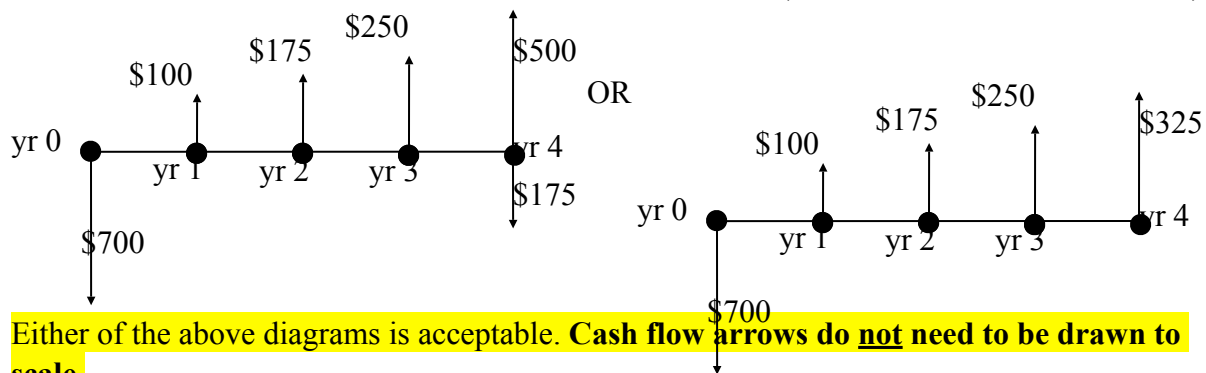 $250
$175
$500
$100
OR
yr 0
yr 4
yr 1
yr 2
yr 3
$175
$700
$250
$175
$325
$100
yr 0
yr 4
yr 1
yr 2
yr 3
$700
Either of the above diagrams is acceptable. Cash flow arrows do not need to be drawn to
scale.